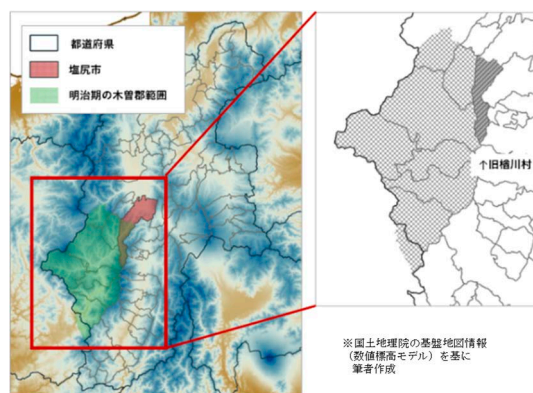 都道府県
塩尻市
明治期の木曽郡範囲
↑旧楢川村
※国土地理院の基盤地図情報
(数値標高モデル) を基に
筆者作成